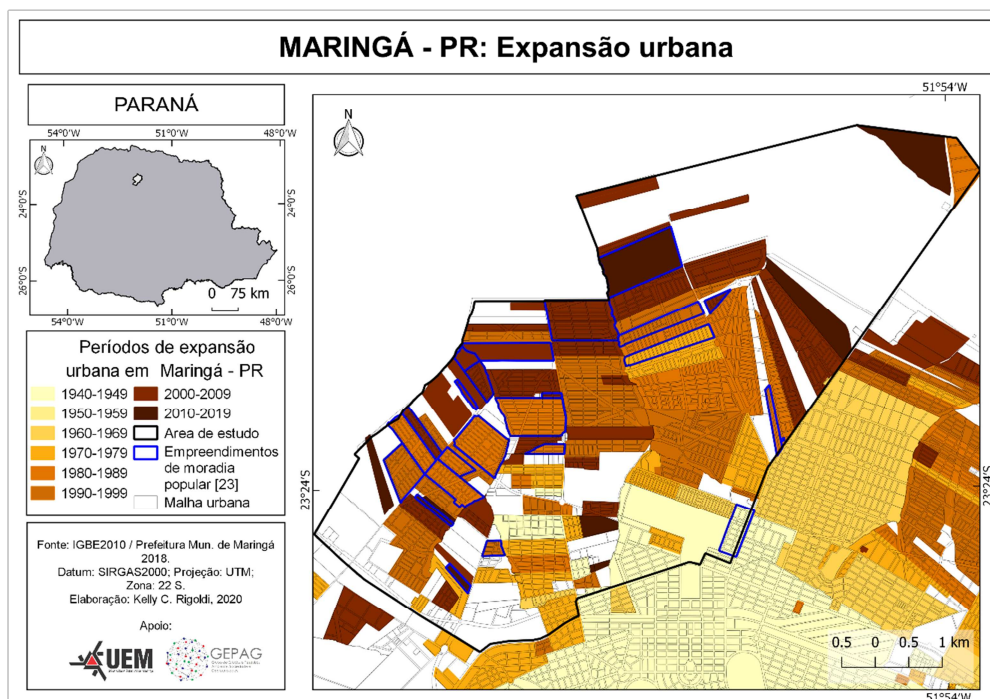 MARINGÁ - PR: Expansão urbana
PARANÁ
54°0'W 51°0'W 48°0'W
N
24°0'S 24°0'S
26°0'S 26°0'S
0 75 km
54°0'W 51°0'W 48°0'W
Períodos de expansão
urbana em Maringá - PR
1940-1949 2000-2009
1950-1959 2010-2019
1960-1969 Area de estudo
1970-1979 Empreendimentos
1980-1989 de moradia
popular [23]
1990-1999 Malha urbana
Fonte: IGBE2010 / Prefeitura Mun. de Maringá
2018.
Datum: SIRGAS2000; Projeção: UTM;
Zona: 22 S.
Elaboração: Kelly C. Rigoldi, 2020
Apoio:
UEM
GEPAG
51°54'W
N
23°24'S 23°24'S
0.5 0 0.5 1 km
51°54'W